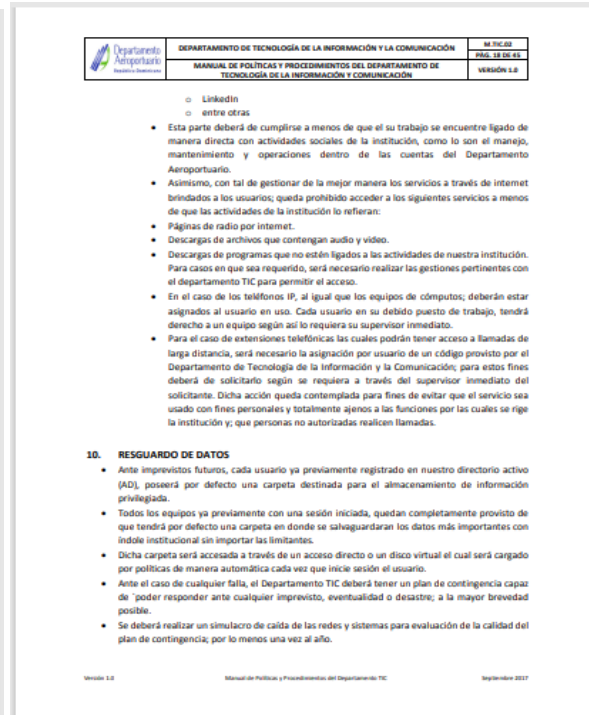 Departamento
Aeroportuario
República Dominicana
DEPARTAMENTO DE TECNOLOGÍA DE LA INFORMACIÓN Y LA COMUNICACIÓN
M.TIC.02
PÁG. 18 DE 45
MANUAL DE POLÍTICAS Y PROCEDIMIENTOS DEL DEPARTAMENTO DE
TECNOLOGÍA DE LA INFORMACIÓN Y COMUNICACIÓN
VERSIÓN 1.0
o LinkedIn
o entre otras
• Esta parte deberá de cumplirse a menos de que el su trabajo se encuentre ligado de
manera directa con actividades sociales de la institución, como lo son el manejo,
mantenimiento y operaciones dentro de las cuentas del Departamento
Aeroportuario.
• Asimismo, con tal de gestionar de la mejor manera los servicios a través de internet
brindados a los usuarios; queda prohibido acceder a los siguientes servicios a menos
de que las actividades de la institución lo refieran:
• Páginas de radio por internet.
• Descargas de archivos que contengan audio y video.
• Descargas de programas que no estén ligados a las actividades de nuestra institución.
Para casos en que sea requerido, será necesario realizar las gestiones pertinentes con
el departamento TIC para permitir el acceso.
• En el caso de los teléfonos IP, al igual que los equipos de cómputos; deberán estar
asignados al usuario en uso. Cada usuario en su debido puesto de trabajo, tendrá
derecho a un equipo según así lo requiera su supervisor inmediato.
• Para el caso de extensiones telefónicas las cuales podrán tener acceso a llamadas de
larga distancia, será necesario la asignación por usuario de un código provisto por el
Departamento de Tecnología de la Información y la Comunicación; para estos fines
deberá de solicitarlo según se requiera a través del supervisor inmediato del
solicitante. Dicha acción queda contemplada para fines de evitar que el servicio sea
usado con fines personales y totalmente ajenos a las funciones por las cuales se rige
la institución y; que personas no autorizadas realicen llamadas.
10. RESGUARDO DE DATOS
• Ante imprevistos futuros, cada usuario ya previamente registrado en nuestro directorio activo
(AD), poseerá por defecto una carpeta destinada para el almacenamiento de información
privilegiada.
• Todos los equipos ya previamente con una sesión iniciada, quedan completamente provisto de
que tendrá por defecto una carpeta en donde se salvaguardaran los datos más importantes con
índole institucional sin importar las limitantes.
• Dicha carpeta será accesada a través de un acceso directo o un disco virtual el cual será cargado
por políticas de manera automática cada vez que inicie sesión el usuario.
• Ante el caso de cualquier falla, el Departamento TIC deberá tener un plan de contingencia capaz
de ¨poder responder ante cualquier imprevisto, eventualidad o desastre; a la mayor brevedad
posible.
• Se deberá realizar un simulacro de caída de las redes y sistemas para evaluación de la calidad del
plan de contingencia; por lo menos una vez al año.
Versión 1.0
Manual de Políticas y Procedimientos del Departamento TIC
Septiembre 2017